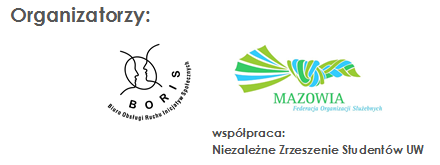 Organizatorzy:
BORIS
Biuro Obsługi Ruchu Inicjatyw Społecznych
MAZOWIA
Federacja Organizacji Służebnych
współpraca:
Niezależne Zrzeszenie Studentów UW